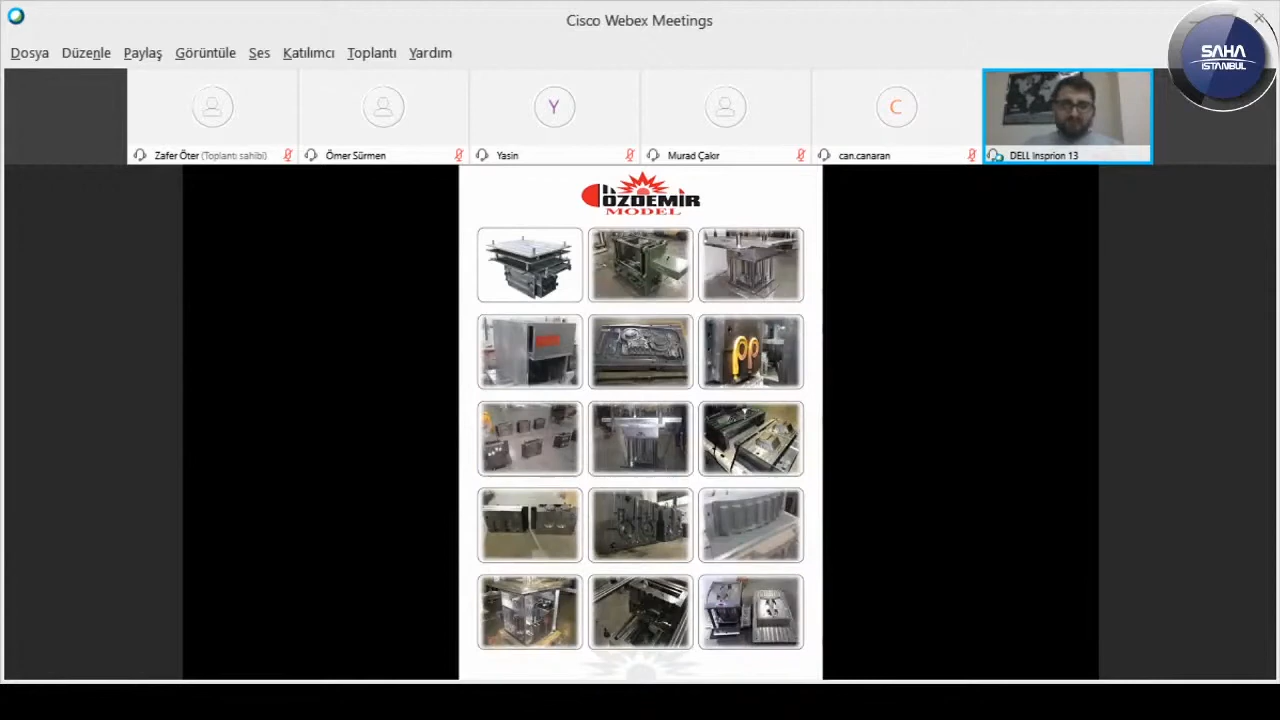 Cisco Webex Meetings
SAHA
İSTANBUL
Dosya Düzenle Paylaş Görüntüle Ses Katılımcı Toplantı Yardım
Y
C
Zafer Öter (Toplantı sahibi)
Ömer Sürmen
Yasin
Murad Çakır
can.canaran
DELL Insprion 13
ÖZDEMİR
MODEL